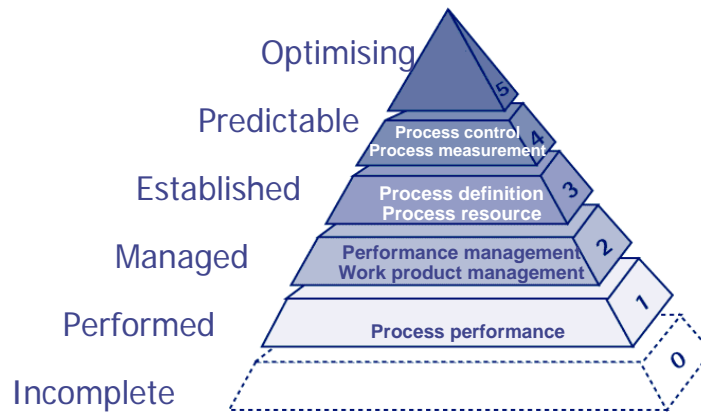 Optimising
5
Predictable
Process control
Process measurement
4
Established
Process definition
Process resource
3
Managed
Performance management
Work product management
2
Performed
Process performance
1
Incomplete
0